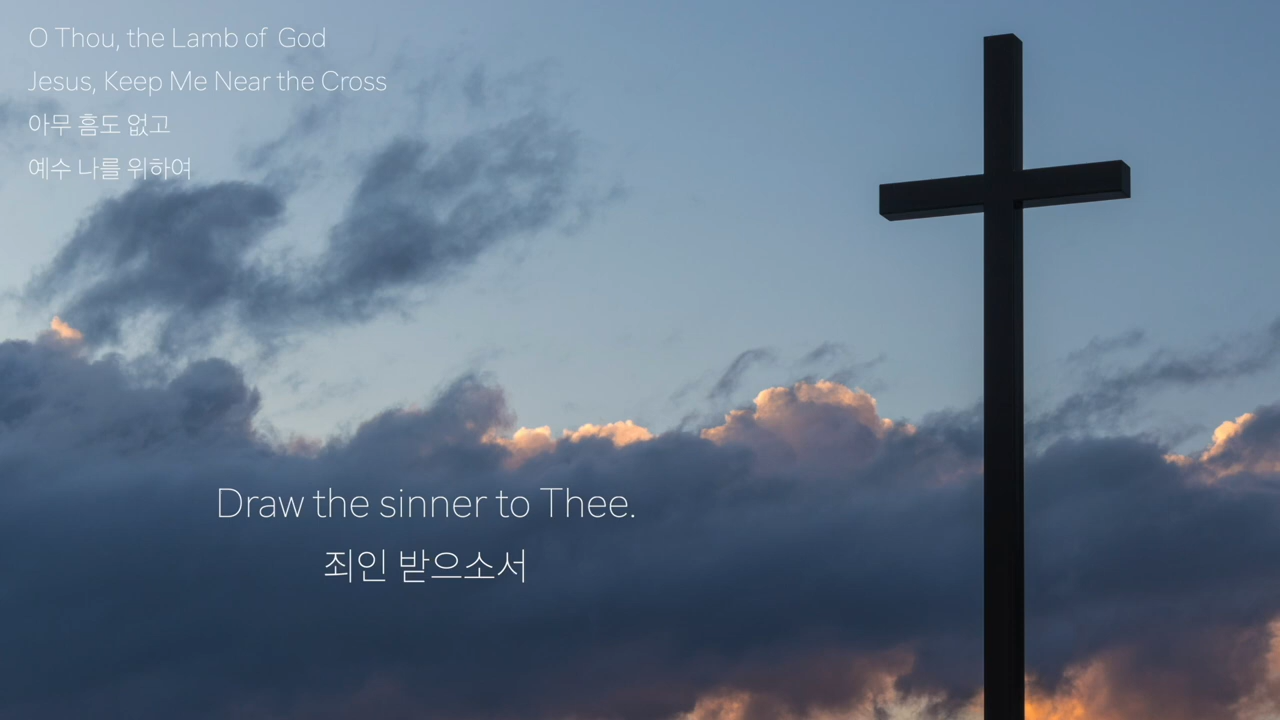 O Thou, the Lamb of God
Jesus, Keep Me Near the Cross
아무 흠도 없고
예수 나를 위하여
Draw the sinner to Thee.
죄인 받으소서